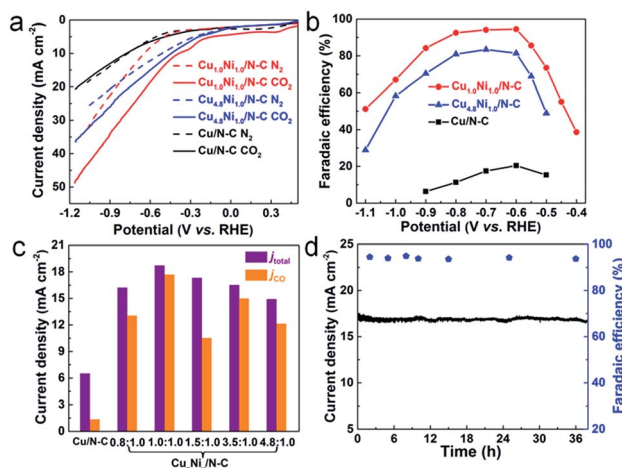 a
Current density (mA cm-2)
0
10
20
30
40
50
Cu1.0Ni1.0/N-C N2
Cu1.0Ni1.0/N-C CO2
Cu4.8Ni1.0/N-C N2
Cu4.8Ni1.0/N-C CO2
Cu/N-C N2
Cu/N-C CO2
-1.2 -0.9 -0.6 -0.3 0.0 0.3 0.5
Potential (V vs. RHE)
b
Faradaic efficiency (%)
100
80
60
40
20
0
Cu1.0Ni1.0/N-C
Cu4.8Ni1.0/N-C
Cu/N-C
-1.1 -1.0 -0.9 -0.8 -0.7 -0.6 -0.5 -0.4
Potential (V vs. RHE)
c
Current density (mA cm-2)
21
18
15
12
9
6
3
0
jtotal
jCO
Cu/N-C 0.8:1.0 1.0:1.0 1.5:1.0 3.5:1.0 4.8:1.0
d
Current density (mA cm-2)
25
20
15
10
5
0 6 12 18 24 30 36
Time (h)
100
80
60
40
20
Faradaic efficiency (%)